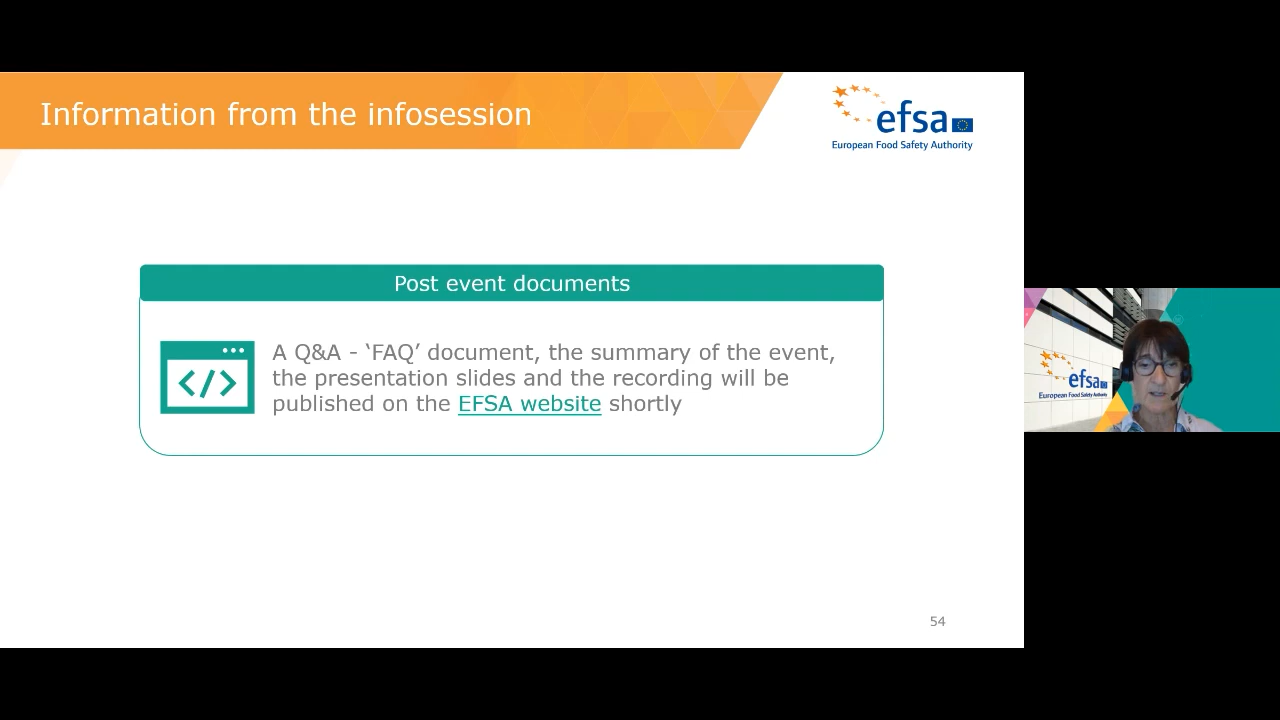 Information from the infosession
efsa
European Food Safety Authority
Post event documents
A Q&A - ‘FAQ’ document, the summary of the event,
the presentation slides and the recording will be
published on the EFSA website shortly
</>
54
efsa
European Food Safety Authority